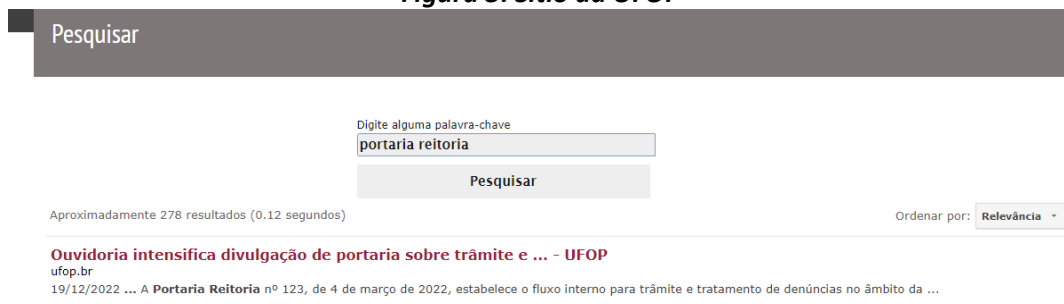 Pesquisar
Digite alguma palavra-chave
portaria reitoria
Pesquisar
Aproximadamente 278 resultados (0.12 segundos)
Ordenar por: Relevância
Ouvidoria intensifica divulgação de portaria sobre trâmite e ... - UFOP
ufop.br
19/12/2022 ... A Portaria Reitoria nº 123, de 4 de março de 2022, estabelece o fluxo interno para trâmite e tratamento de denúncias no âmbito da ...